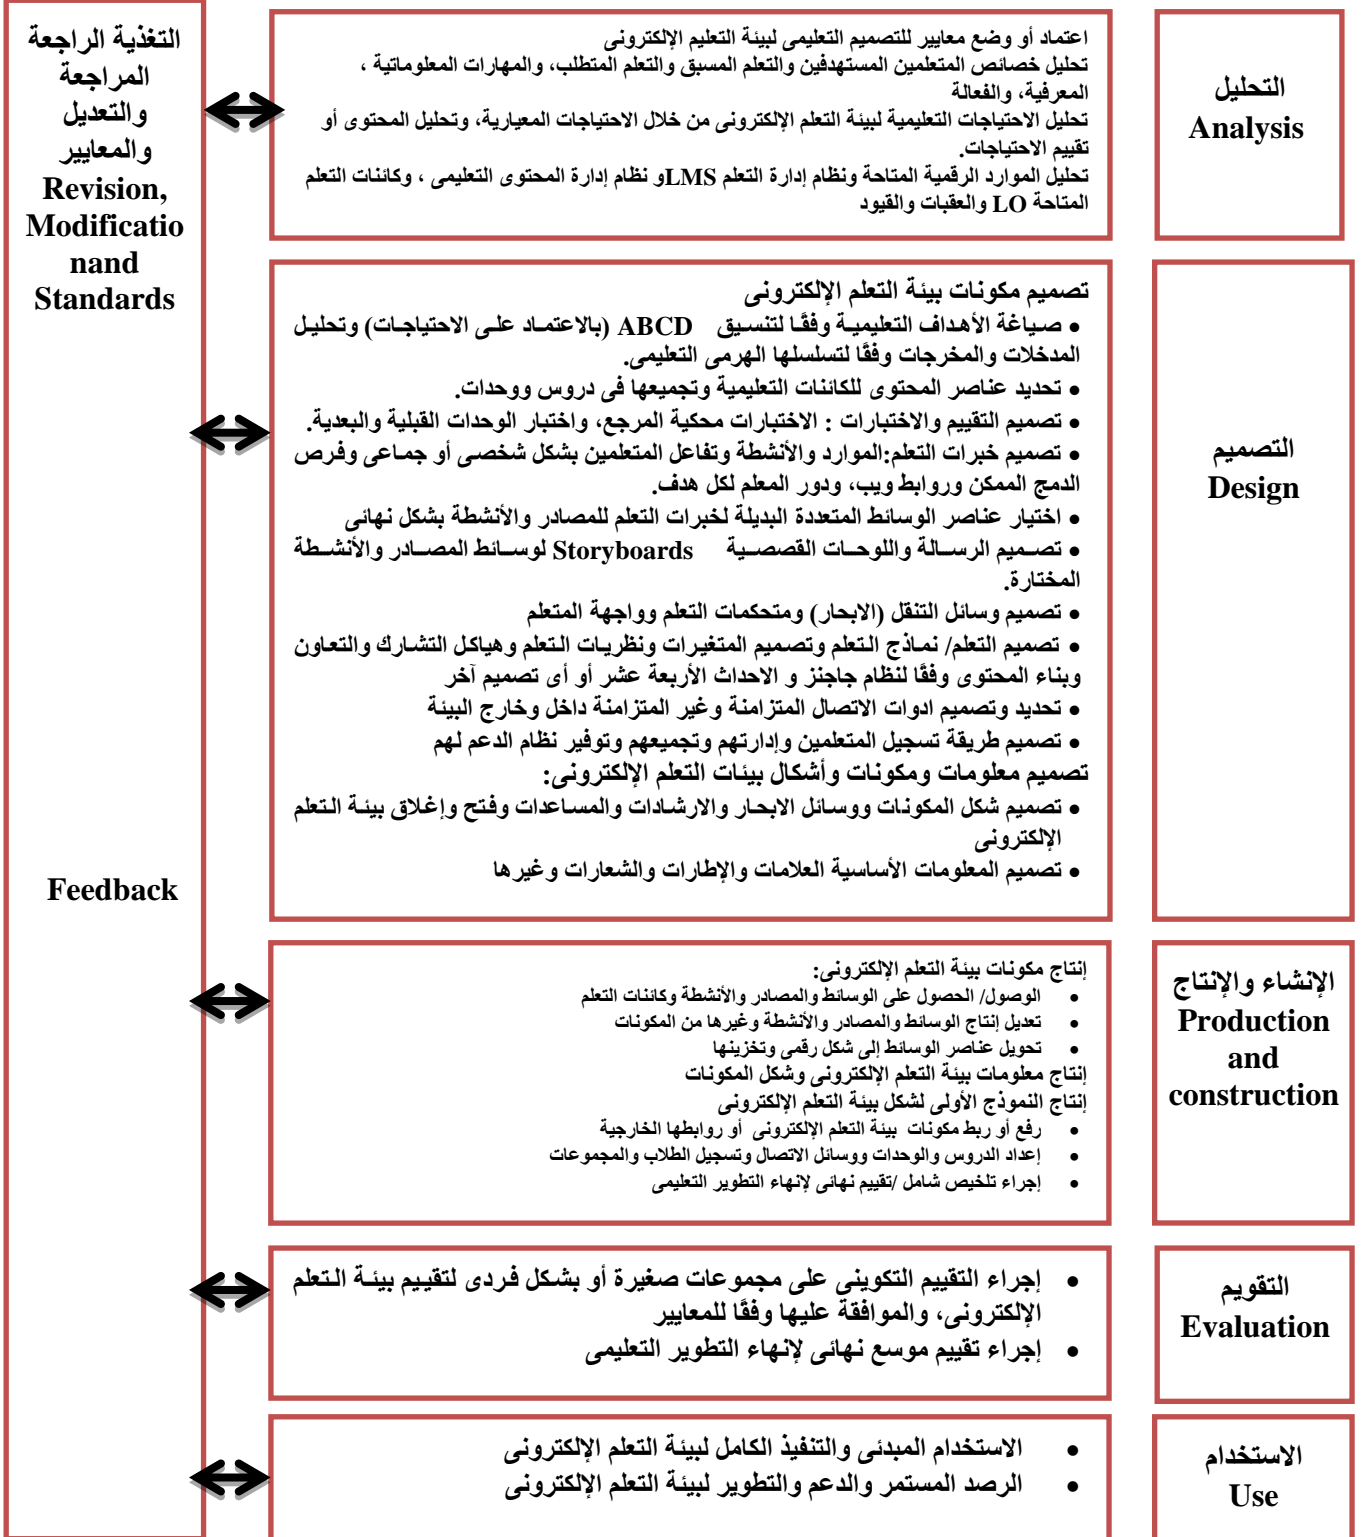 التحليل
Analysis
اعتماد أو وضع معايير للتصميم التعليمى لبيئة التعليم الإلكترونى
تحليل خصائص المتعلمين المستهدفين والتعلم المسبق والتعلم المتطلب، والمهارات المعلوماتية ،
المعرفية، والفعالة
تحليل الاحتياجات التعليمية لبيئة التعلم الإلكترونى من خلال الاحتياجات المعيارية، وتحليل المحتوى أو
تقييم الاحتياجات.
تحليل الموارد الرقمية المتاحة ونظام إدارة التعلم LMSو نظام إدارة المحتوى التعليمى ، وكائنات التعلم
المتاحة LO والعقبات والقيود
التغذية الراجعة
المراجعة
والتعديل
والمعايير
Revision,
Modificatio
nand
Standards
Feedback
التصميم
Design
تصميم مكونات بيئة التعلم الإلكترونى
● صياغة الأهداف التعليمية وفقًا لتنسيق ABCD (بالاعتماد على الاحتياجات) وتحليل
المدخلات والمخرجات وفقًا لتسلسلها الهرمى التعليمى.
● تحديد عناصر المحتوى للكائنات التعليمية وتجميعها فى دروس ووحدات.
● تصميم التقييم والاختبارات : الاختبارات محكية المرجع، واختبار الوحدات القبلية والبعدية.
● تصميم خبرات التعلم:الموارد والأنشطة وتفاعل المتعلمين بشكل شخصى أو جماعى وفرص
الدمج الممكن وروابط ويب، ودور المعلم لكل هدف.
● اختيار عناصر الوسائط المتعددة البديلة لخبرات التعلم للمصادر والأنشطة بشكل نهائى
● تصميم الرسالة واللوحات القصصية Storyboards لوسائط المصادر والأنشطة
المختارة.
● تصميم وسائل التنقل (الابحار) ومتحكمات التعلم وواجهة المتعلم
● تصميم التعلم/ نماذج التعلم وتصميم المتغيرات ونظريات التعلم وهياكل التشارك والتعاون
وبناء المحتوى وفقًا لنظام جاجنز و الاحداث الأربعة عشر أو أى تصميم آخر
● تحديد وتصميم ادوات الاتصال المتزامنة وغير المتزامنة داخل وخارج البيئة
● تصميم طريقة تسجيل المتعلمين وإدارتهم وتجميعهم وتوفير نظام الدعم لهم
تصميم معلومات ومكونات وأشكال بيئات التعلم الإلكترونى:
● تصميم شكل المكونات ووسائل الابحار والارشادات والمساعدات وفتح وإغلاق بيئة التعلم
الإلكترونى
● تصميم المعلومات الأساسية العلامات والإطارات والشعارات وغيرها
الإنشاء والإنتاج
Production
and
construction
إنتاج مكونات بيئة التعلم الإلكترونى:
● الوصول/ الحصول على الوسائط والمصادر والأنشطة وكائنات التعلم
● تعديل إنتاج الوسائط والمصادر والأنشطة وغيرها من المكونات
● تحويل عناصر الوسائط إلى شكل رقمى وتخزينها
إنتاج معلومات بيئة التعلم الإلكترونى وشكل المكونات
إنتاج النموذج الأولى لشكل بيئة التعلم الإلكترونى
● رفع أو ربط مكونات بيئة التعلم الإلكترونى أو روابطها الخارجية
● إعداد الدروس والوحدات ووسائل الاتصال وتسجيل الطلاب والمجموعات
● إجراء تلخيص شامل /تقييم نهائى لإنهاء التطوير التعليمى
التقويم
Evaluation
● إجراء التقييم التكوينى على مجموعات صغيرة أو بشكل فردى لتقييم بيئة التعلم
الإلكترونى، والموافقة عليها وفقًا للمعايير
● إجراء تقييم موسع نهائى لإنهاء التطوير التعليمى
الاستخدام
Use
● الاستخدام المبدئى والتنفيذ الكامل لبيئة التعلم الإلكترونى
● الرصد المستمر والدعم والتطوير لبيئة التعلم الإلكترونى